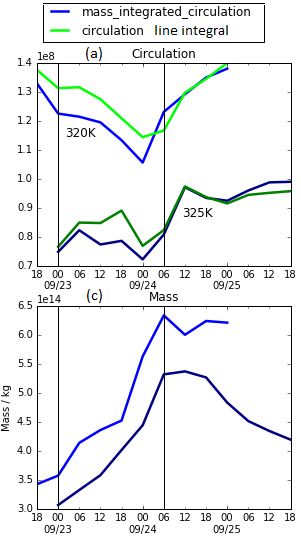 mass_integrated_circulation
circulation line integral
(a) Circulation
1e8
1.4
1.3
1.2
1.1
1.0
0.9
0.8
0.7
320K
325K
18 00 06 12 18 00 06 12 18 00 06 12 18
09/23 09/24 09/25
(c) Mass
1e14
6.5
6.0
5.5
5.0
4.5
4.0
3.5
3.0
Mass / kg
18 00 06 12 18 00 06 12 18 00 06 12 18
09/23 09/24 09/25